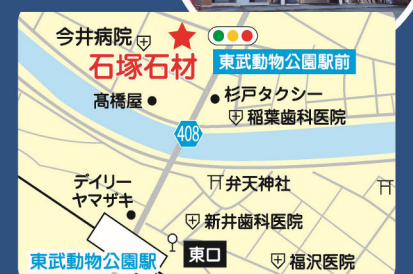 今井病院
石塚石材
東武動物公園駅前
髙橋屋
杉戸タクシー
稲葉歯科医院
408
デイリー
ヤマザキ
弁天神社
新井歯科医院
東武動物公園駅
東口
福沢医院